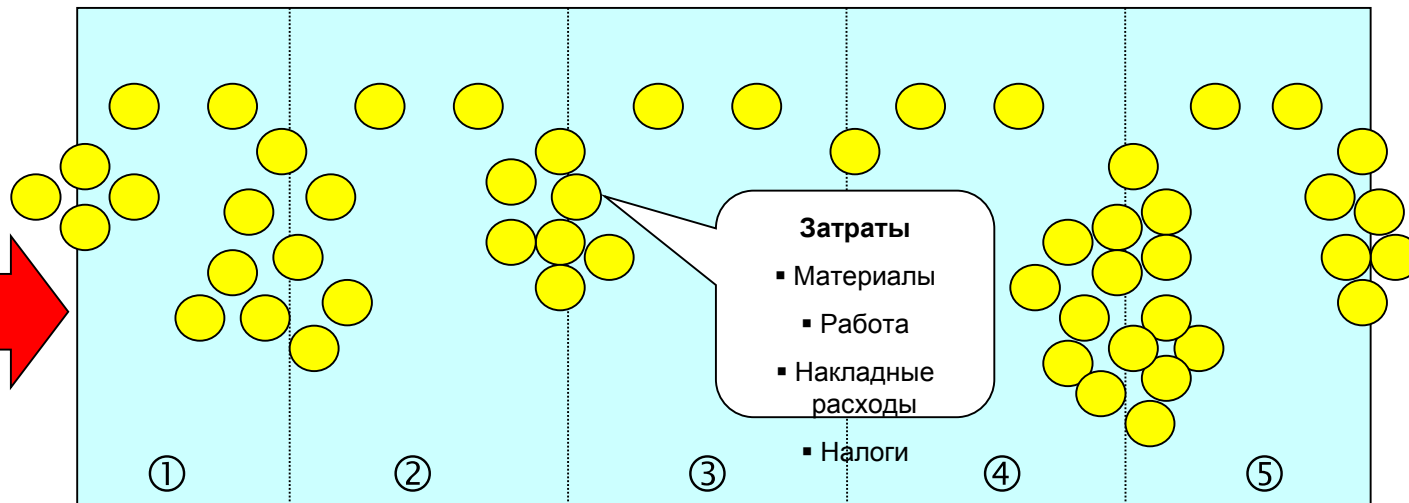 Затраты
▪ Материалы
▪ Работа
▪ Накладные
расходы
▪ Налоги
① ② ③ ④ ⑤